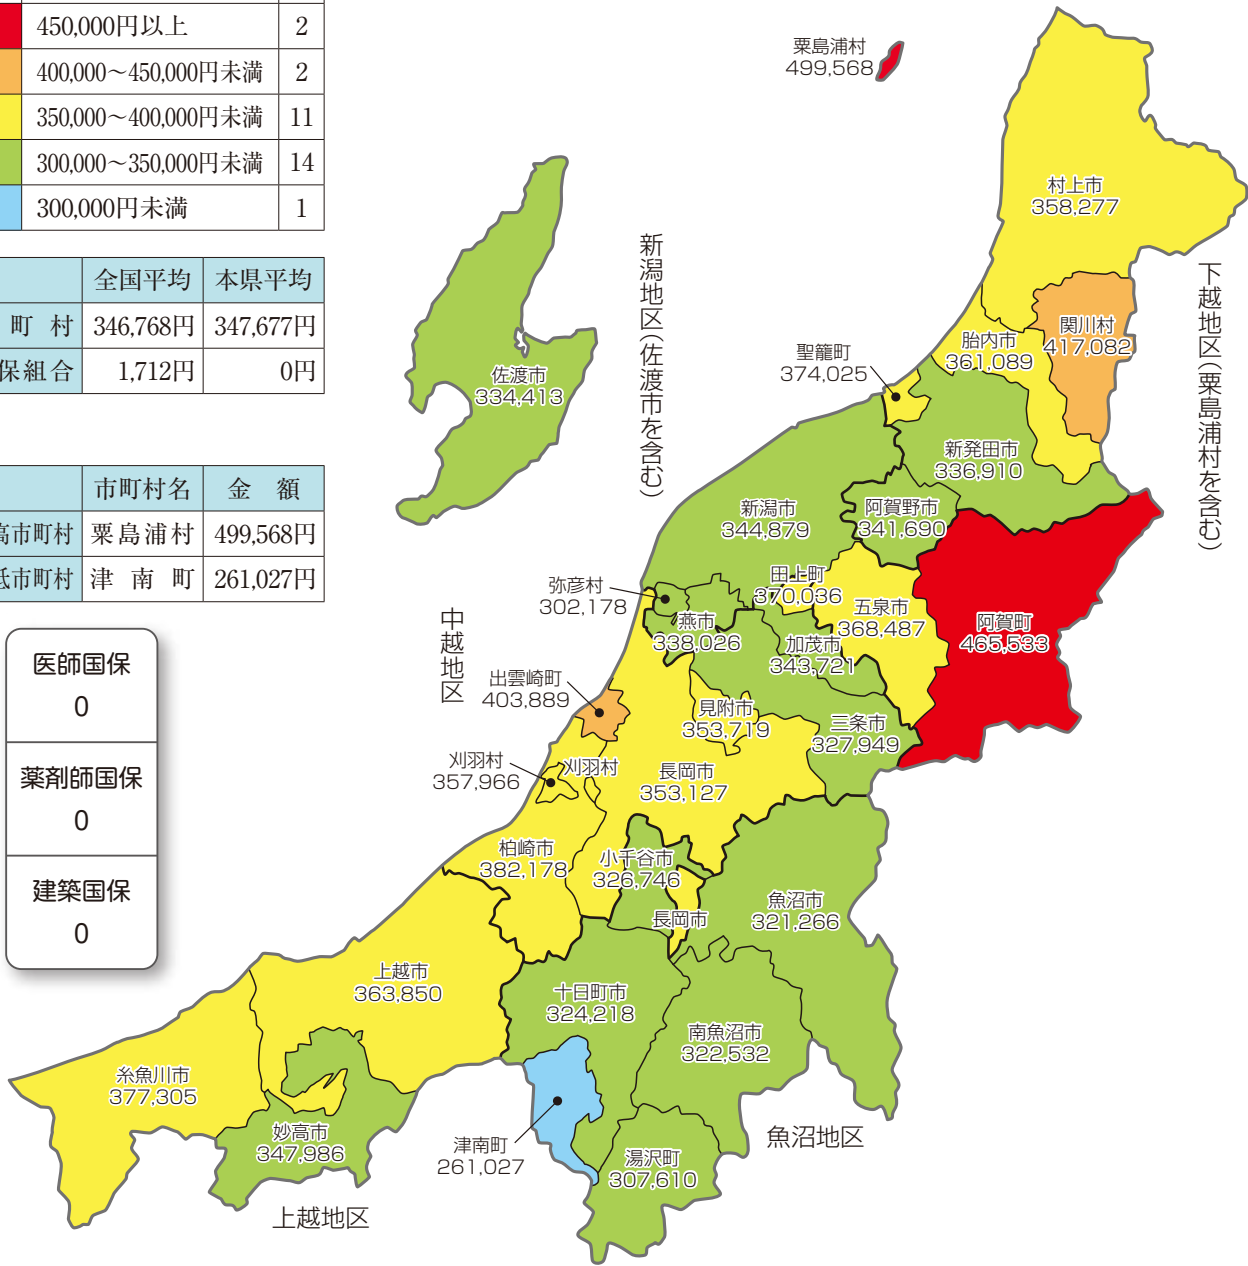 450,000円以上 2
400,000〜450,000円未満 2
350,000〜400,000円未満 11
300,000〜350,000円未満 14
300,000円未満 1
全国平均 本県平均
町 村 346,768円 347,677円
保組合 1,712円 0円
市町村名 金 額
高市町村 粟島浦村 499,568円
低市町村 津 南 町 261,027円
医師国保
0
薬剤師国保
0
建築国保
0
粟島浦村
499,568
村上市
358,277
新潟地区(佐渡市を含む)
下越地区(粟島浦村を含む)
関川村
417,082
胎内市
361,089
聖籠町
374,025
佐渡市
334,413
新発田市
336,910
新潟市
344,879
阿賀野市
341,690
田上町
370,036
弥彦村
302,178
五泉市
368,487
燕市
338,026
阿賀町
465,533
加茂市
343,721
中越地区
出雲崎町
403,889
見附市
353,719
三条市
327,949
刈羽村
357,966
刈羽村
長岡市
353,127
柏崎市
382,178
小千谷市
326,746
魚沼市
321,266
長岡市
上越市
363,850
十日町市
324,218
南魚沼市
322,532
糸魚川市
377,305
妙高市
347,986
津南町
261,027
湯沢町
307,610
魚沼地区
上越地区